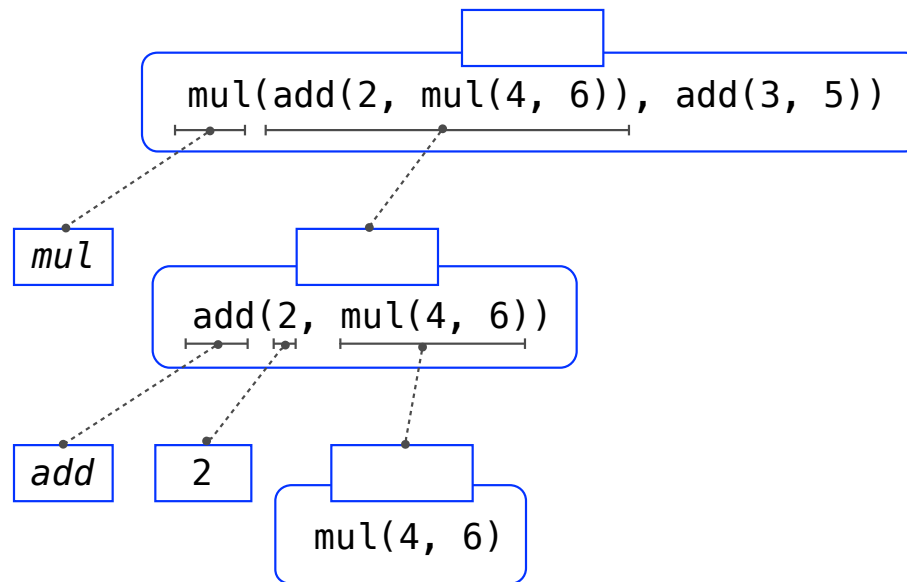 mul(add(2, mul(4, 6)), add(3, 5))
mul
add(2, mul(4, 6))
add
2
mul(4, 6)